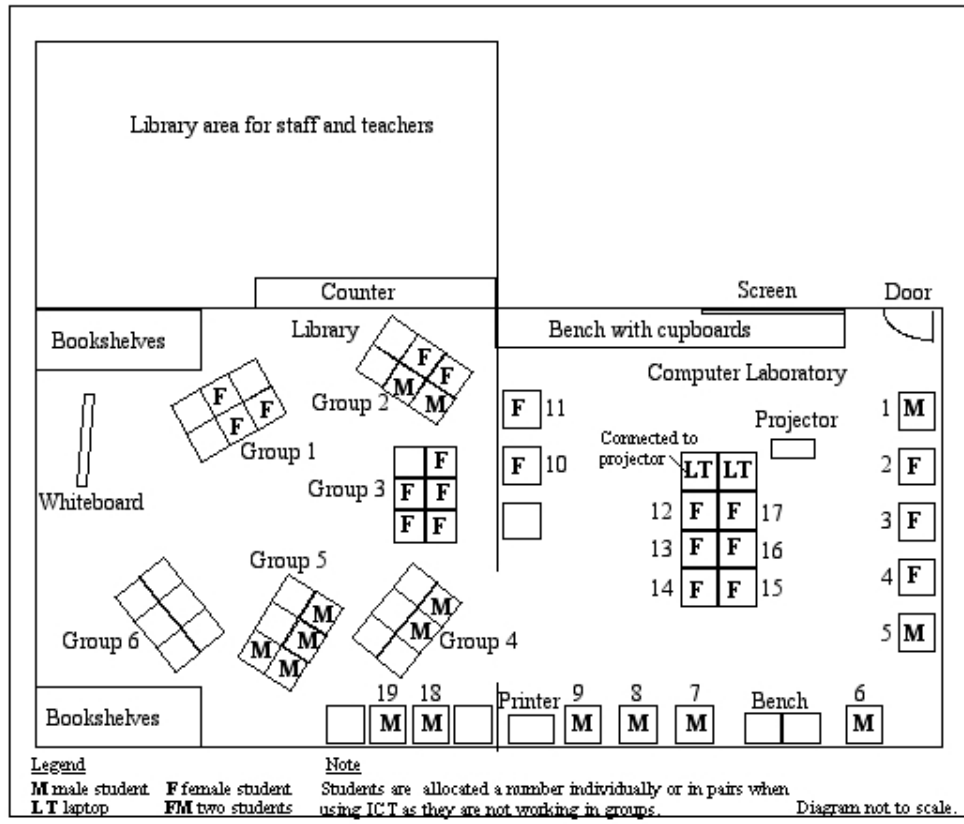 Library area for staff and teachers
Counter
Screen
Door
Bookshelves
Library
Bench with cupboards
Computer Laboratory
F
F
M
M
Group 2
F
F
F
Group 1
F 11
1 M
Projector
Connected to
projector
Whiteboard
Group 3
F
F F
F F
F 10
LT LT
2 F
12 F F 17
3 F
13 F F 16
14 F F 15
4 F
Group 5
M
M
M
M
Group 6
M
M
Group 4
5 M
Bookshelves
19 18
M M
Printer
9 8 7
M M M
Bench
6
M
Legend
M male student F female student
LT laptop FM two students
Note
Students are allocated a number individually or in pairs when
using ICT as they are not working in groups.
Diagram not to scale.